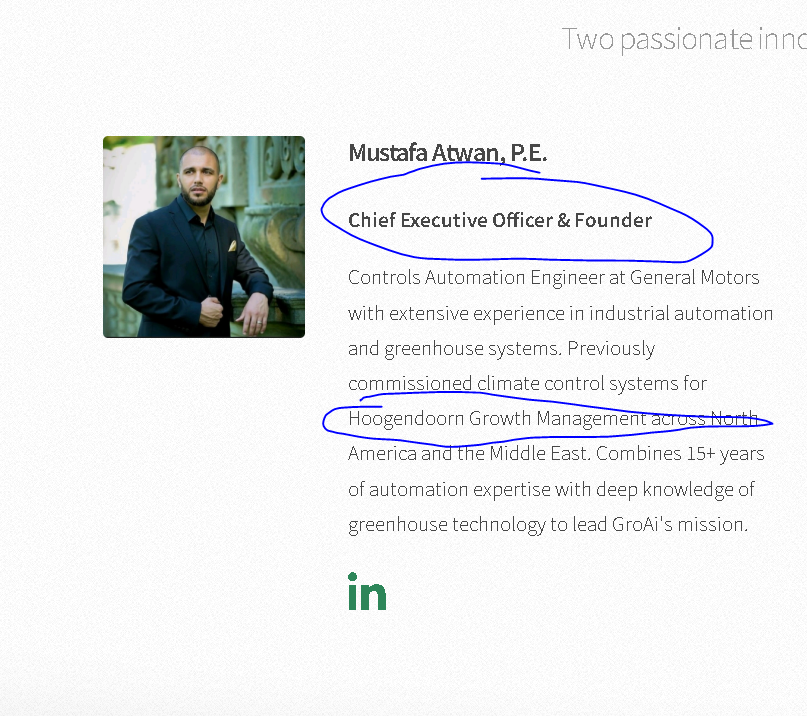 Two passionate inno
Mustafa Atwan, P.E.
Chief Executive Officer & Founder
Controls Automation Engineer at General Motors
with extensive experience in industrial automation
and greenhouse systems. Previously
commissioned climate control systems for
Hoogendoorn Growth Management across North
America and the Middle East. Combines 15+ years
of automation expertise with deep knowledge of
greenhouse technology to lead GroAi's mission.
in